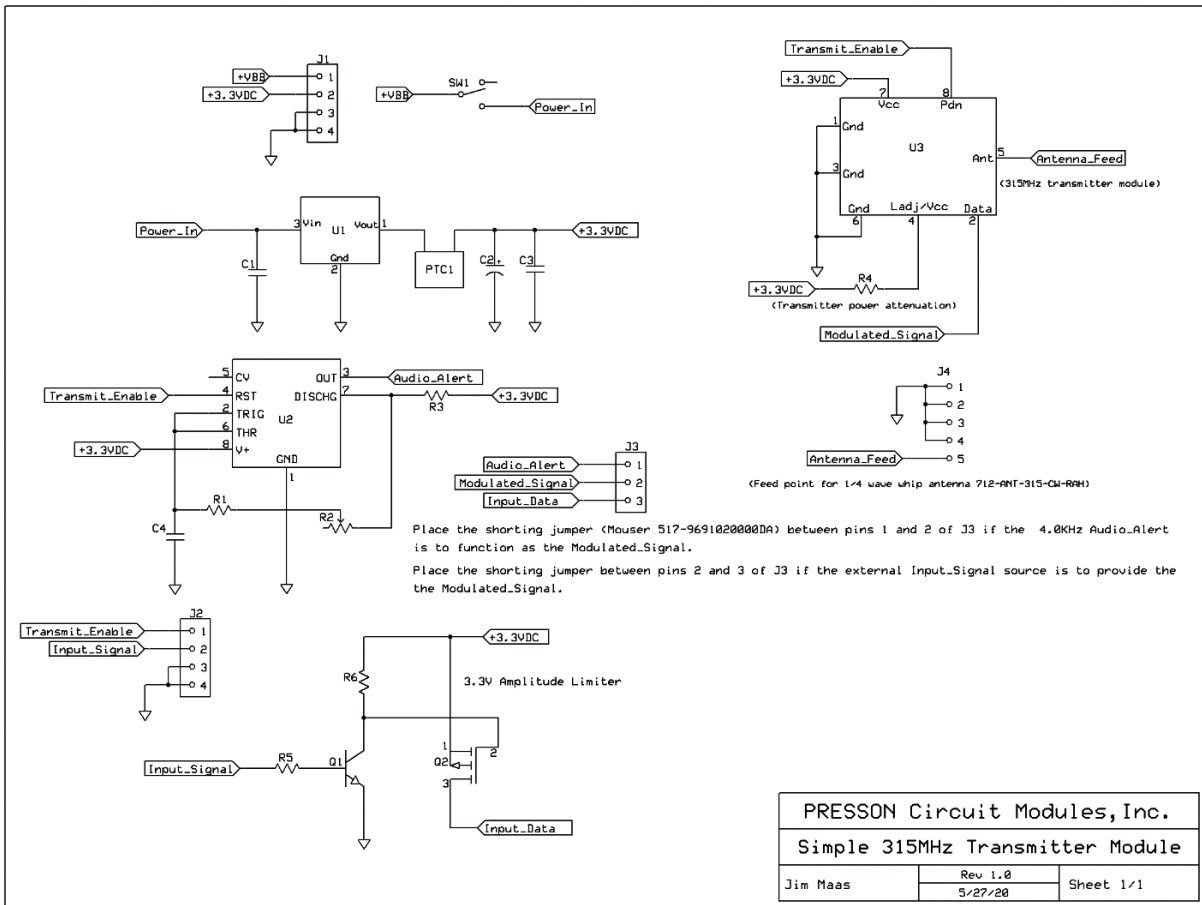 J1
+VBB
1
+3.3VDC
2
3
4
SW1
+VBB
Power_In
Transmit_Enable
+3.3VDC
7
8
Vcc
Pdn
1
Gnd
U3
5
Ant
Antenna_Feed
3
Gnd
(315MHz transmitter module)
Gnd
Ladj/Vcc
Data
6
4
2
R4
+3.3VDC
(Transmitter power attenuation)
Modulated_Signal
Power_In
3
Vin
U1
Vout
1
Gnd
2
C1
PTC1
C2
+
C3
+3.3VDC
5
CV
OUT
3
Audio_Alert
Transmit_Enable
4
RST
DISCHG
7
R3
+3.3VDC
2
TRIG
U2
6
THR
+3.3VDC
8
V+
GND
1
R1
R2
C4
J4
1
2
3
4
Antenna_Feed
5
(Feed point for 1/4 wave whip antenna 712-ANT-315-CW-RAH)
J3
Audio_Alert
1
Modulated_Signal
2
Input_Data
3
Place the shorting jumper (Mouser 517-9691020000DA) between pins 1 and 2 of J3 if the 4.0KHz Audio_Alert
is to function as the Modulated_Signal.
Place the shorting jumper between pins 2 and 3 of J3 if the external Input_Signal source is to provide the
the Modulated_Signal.
J2
Transmit_Enable
1
Input_Signal
2
3
4
+3.3VDC
R6
3.3V Amplitude Limiter
1
2
Q2
3
Input_Signal
R5
Q1
Input_Data
PRESSON Circuit Modules,Inc.
Simple 315MHz Transmitter Module
Jim Maas
Rev 1.0
5/27/20
Sheet 1/1